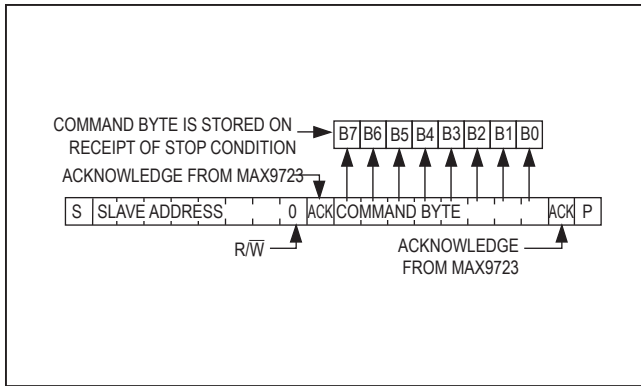 COMMAND BYTE IS STORED ON
RECEIPT OF STOP CONDITION
B7 B6 B5 B4 B3 B2 B1 B0
ACKNOWLEDGE FROM MAX9723
S SLAVE ADDRESS 0 ACK COMMAND BYTE ACK P
R/W̅
ACKNOWLEDGE
FROM MAX9723